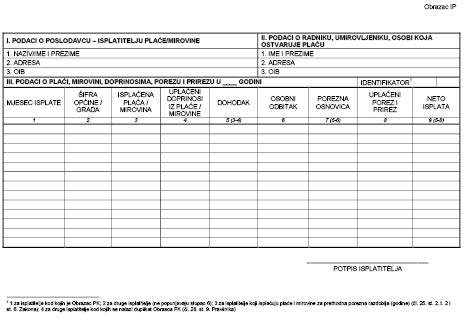 Obrazac IP
I. PODACI O POSLODAVCU – ISPLATITELJU PLAĆE/MIROVINE
II. PODACI O RADNIKU, UMIROVLJENIKU, OSOBI KOJA OSTVARUJE PLAĆU
1. NAZIV/IME I PREZIME
1. IME I PREZIME
2. ADRESA
2. ADRESA
3. OIB
3. OIB
III. PODACI O PLAĆI, MIROVINI, DOPRINOSIMA, POREZU I PRIREZU U ____ GODINI
IDENTIFIKATOR¹
MJESEC ISPLATE
ŠIFRA OPĆINE / GRADA
ISPLAĆENA PLAĆA / MIROVINA
UPLAĆENI DOPRINOSI IZ PLAĆE / MIROVINE
DOHODAK
OSOBNI ODBITAK
POREZNA OSNOVICA
UPLAĆENI POREZ I PRIREZ
NETO ISPLATA
1 2 3 4 5 (3-4) 6 7 (5-6) 8 9 (5-8)
POTPIS ISPLATITELJA
¹ 1 za isplatitelje kod kojih je Obrazac PK; 2 za druge isplatitelje (ne popunjavaju stupac 6); 3 za isplatitelje koji isplaćuju plaće i mirovine za prethodna porezna razdoblja (godine) (čl. 25. st. 2. t. 2 i
st. 6. Zakona); 4 za druge isplatitelje kod kojih se nalazi duplikat Obrasca PK (čl. 28. st. 9. Pravilnika)